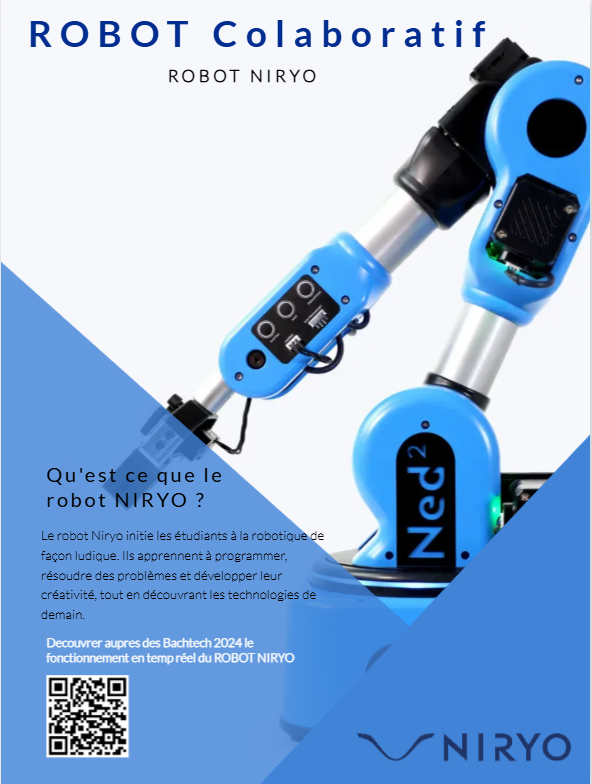 ROBOT Colaboratif
ROBOT NIRYO
Ned²
Qu'est ce que le
robot NIRYO ?
Le robot Niryo initie les étudiants à la robotique de
façon ludique. Ils apprennent à programmer,
résoudre des problèmes et développer leur
créativité, tout en découvrant les technologies de
demain.
Decouvrer aupres des Bachtech 2024 le
fonctionnement en temp réel du ROBOT NIRYO
NIRYO